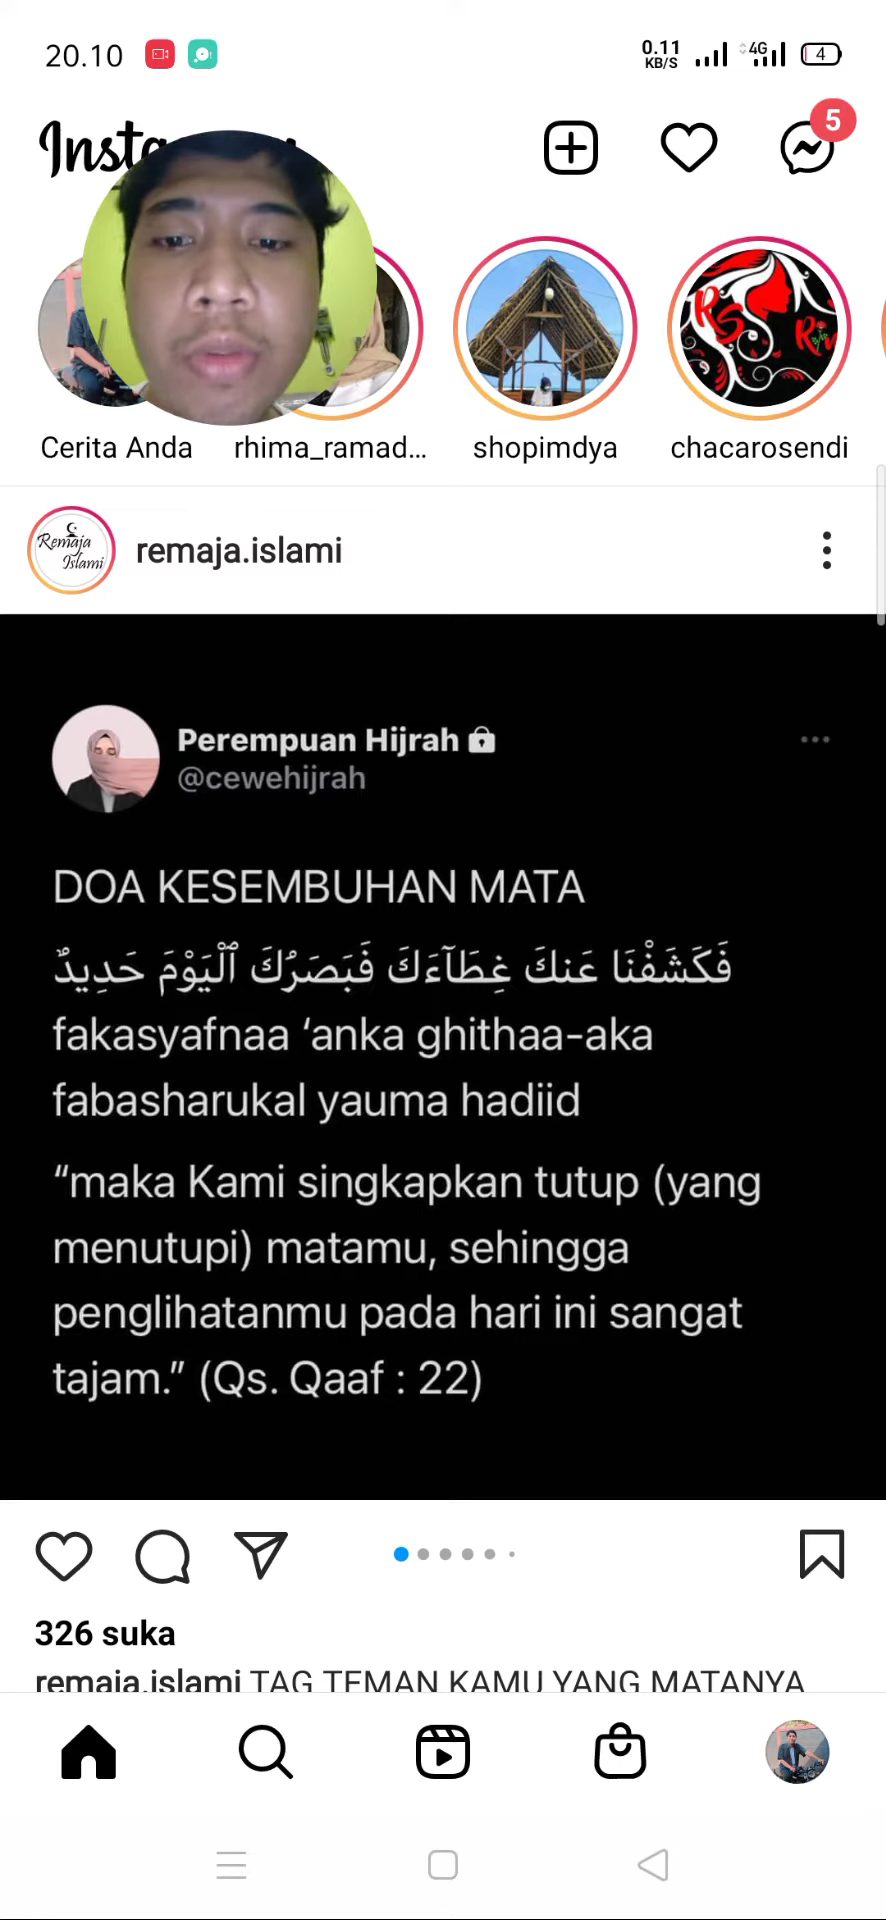 20.10
0.11
KB/S
4G
4
5
Cerita Anda
rhima_ramad...
shopimdya
chacarosendi
Remaja
Islami
remaja.islami
Perempuan Hijrah
@cewehijrah
DOA KESEMBUHAN MATA
فَكَشَفْنَا عَنكَ غِطَآءَكَ فَبَصَرُكَ ٱلْيَوْمَ حَدِيدٌ
fakasyafnaa ‘anka ghithaa-aka
fabasharukal yauma hadiid
“maka Kami singkapkan tutup (yang
menutupi) matamu, sehingga
penglihatanmu pada hari ini sangat
tajam.” (Qs. Qaaf : 22)
326 suka
remaja.islami TAG TEMAN KAMU YANG MATANYA